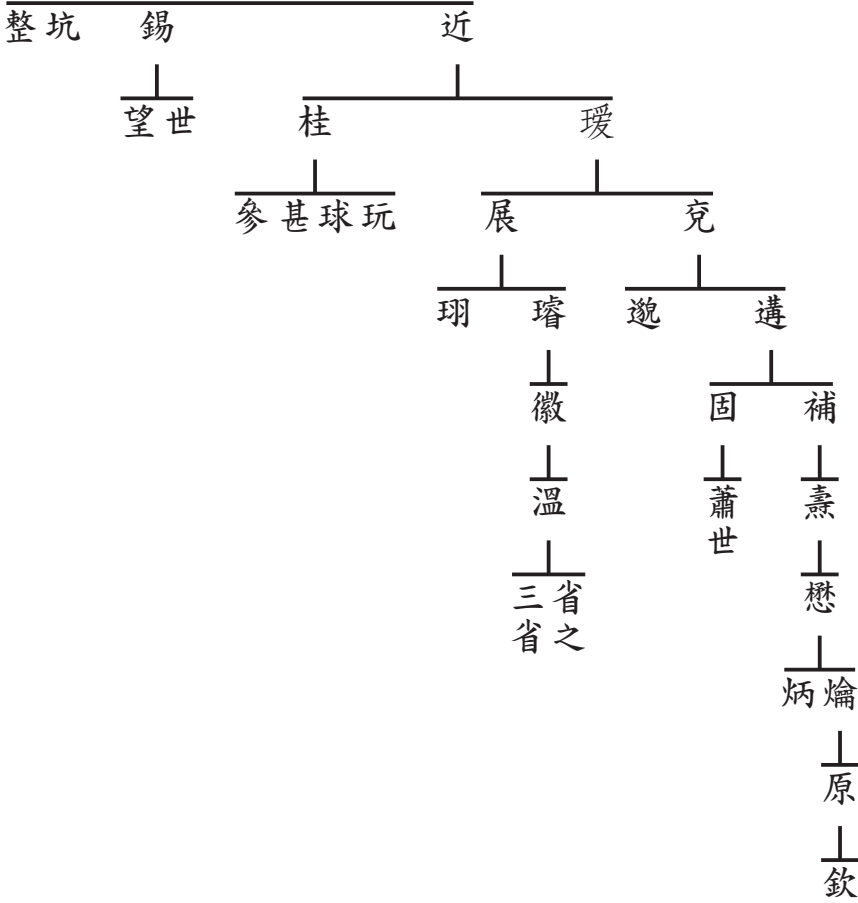 整 坑 錫 近
望 世 桂 瑷
參 甚 球 玩 展 兗
珝 璿 邈 遘
徽 固 補
溫 蕭世 燾
三省 省之 懋
炳 爚
原
欽